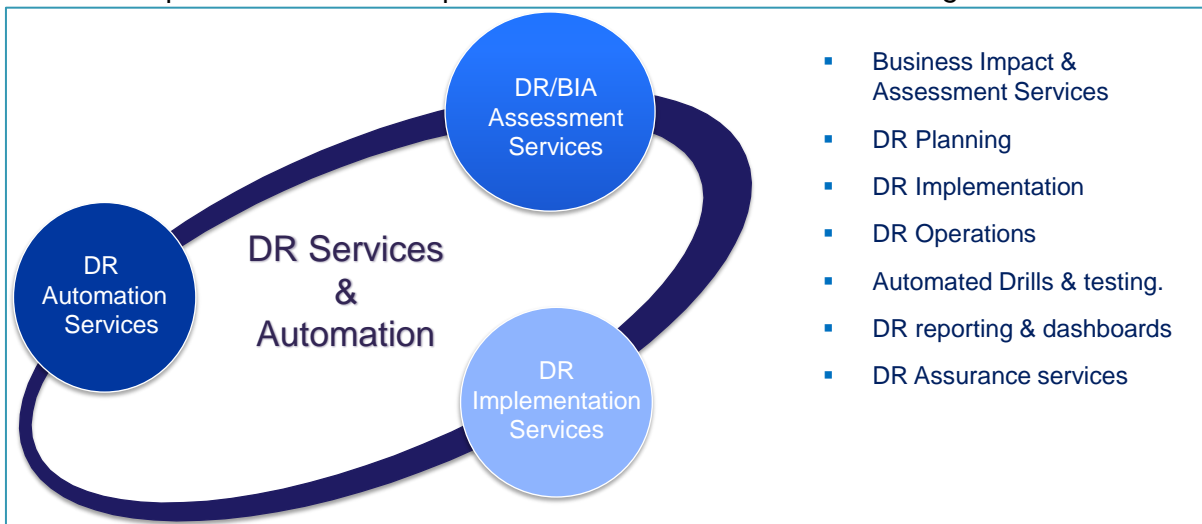 DR/BIA
Assessment
Services
DR
Automation
Services
DR Services
&
Automation
DR
Implementation
Services
Business Impact &
Assessment Services
DR Planning
DR Implementation
DR Operations
Automated Drills & testing.
DR reporting & dashboards
DR Assurance services